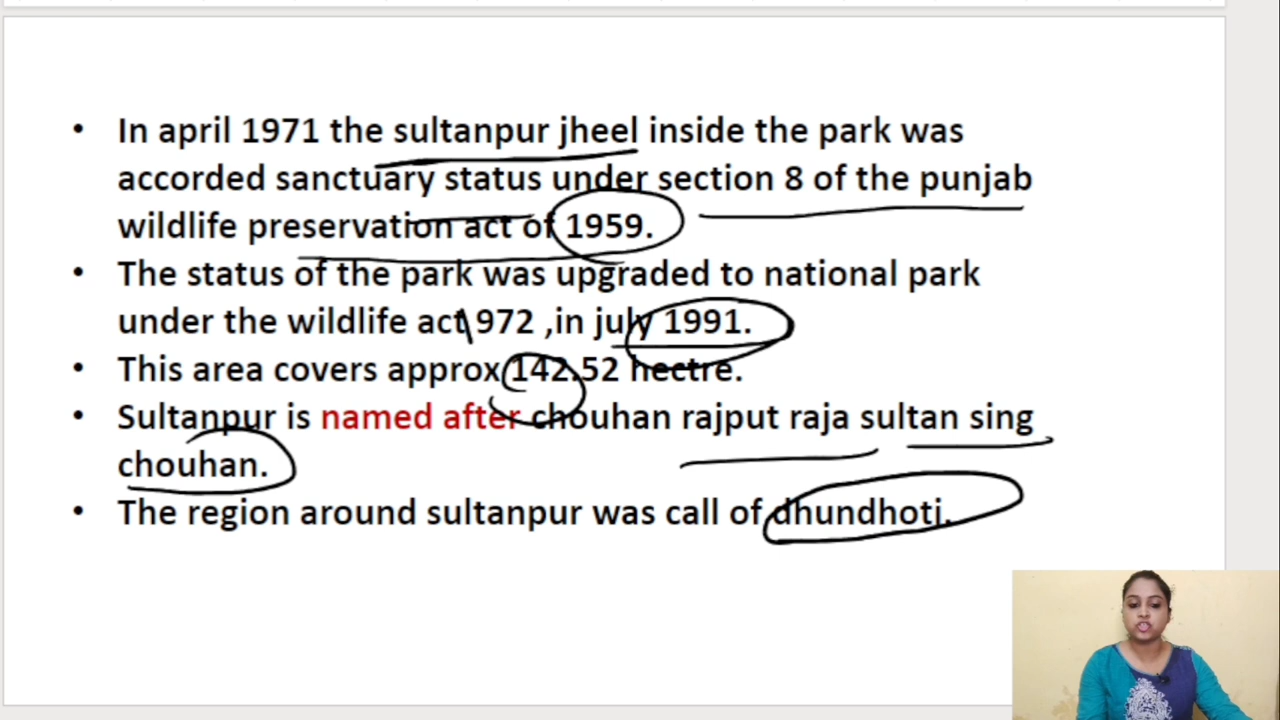 • In april 1971 the sultanpur jheel inside the park was
accorded sanctuary status under section 8 of the punjab
wildlife preservation act of 1959.
• The status of the park was upgraded to national park
under the wildlife act 1972 ,in july 1991.
• This area covers approx 142.52 hectre.
• Sultanpur is named after chouhan rajput raja sultan sing
chouhan.
• The region around sultanpur was call of dhundhoti.